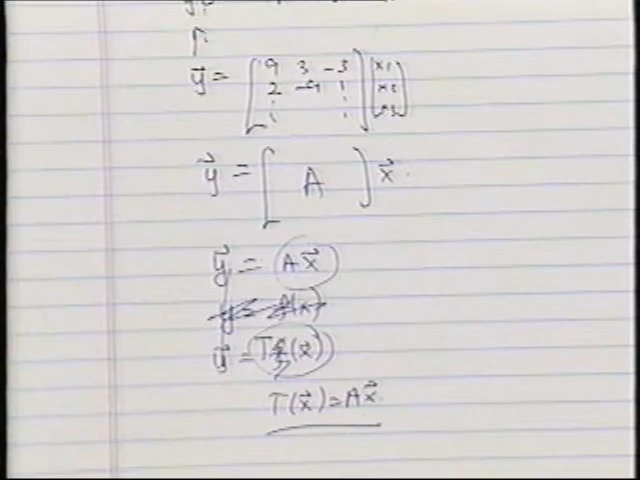 y⃗ = [ 9 3 -3 ] [ x1 ]
2 -4 1 x2
⋮ ⋮ x3
y⃗ = [ A ] x⃗.
y⃗ = Ax⃗
y = f(x)
y⃗ = T(x⃗)
T(x⃗) = Ax⃗